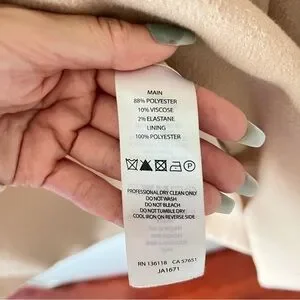 MAIN
88% POLYESTER
10% VISCOSE
2% ELASTANE
LINING
100% POLYESTER
P
PROFESSIONAL DRY CLEAN ONLY
DO NOT WASH
DO NOT BLEACH
DO NOT TUMBLE DRY
COOL IRON ON REVERSE SIDE
RN 136118 CA 57651
JA1671